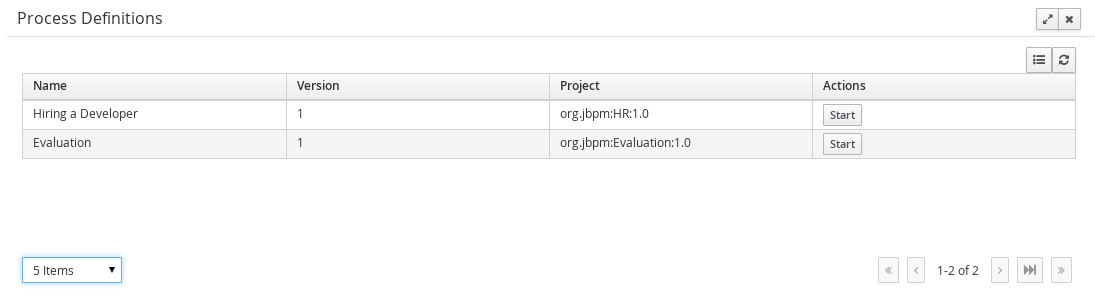 Process Definitions
Name Version Project Actions
Hiring a Developer 1 org.jbpm:HR:1.0 Start
Evaluation 1 org.jbpm:Evaluation:1.0 Start
5 Items 1-2 of 2